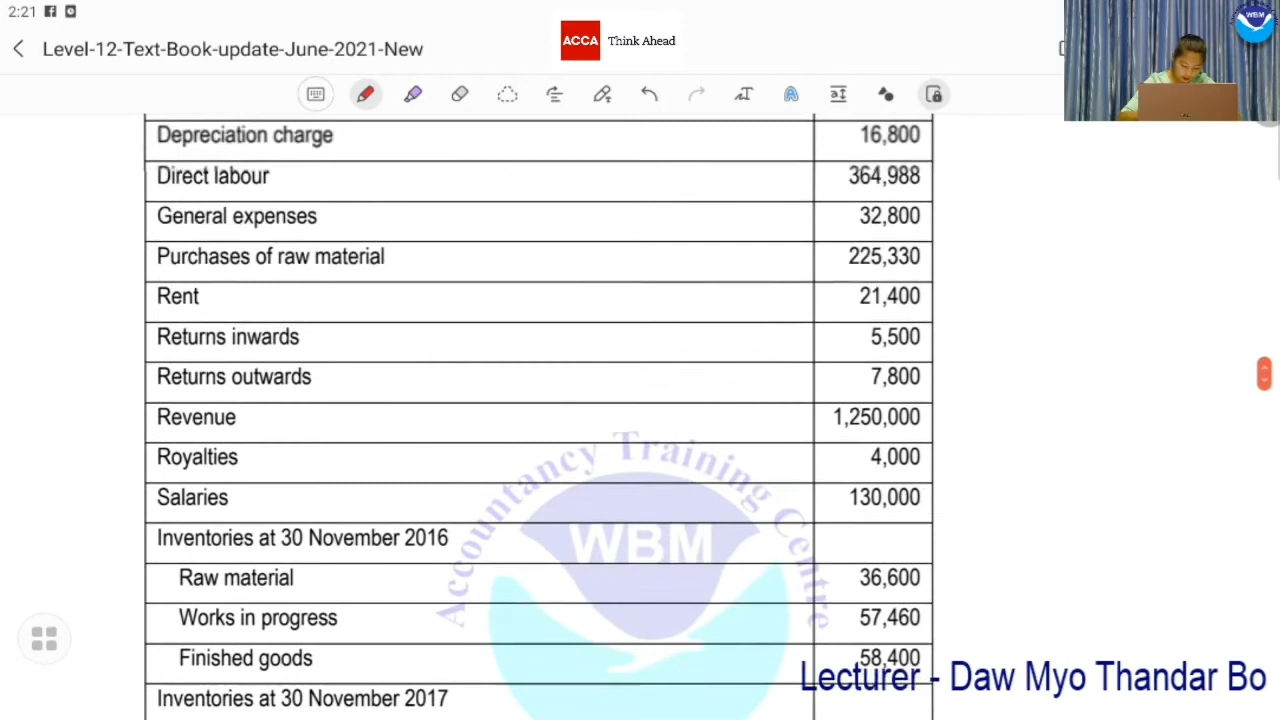 2:21
Level-12-Text-Book-update-June-2021-New
ACCA Think Ahead
WBM
Depreciation charge 16,800
Direct labour 364,988
General expenses 32,800
Purchases of raw material 225,330
Rent 21,400
Returns inwards 5,500
Returns outwards 7,800
Revenue 1,250,000
Royalties 4,000
Salaries 130,000
Inventories at 30 November 2016
Raw material 36,600
Works in progress 57,460
Finished goods 58,400
Inventories at 30 November 2017
Accountancy Training Centre
WBM
Lecturer - Daw Myo Thandar Bo